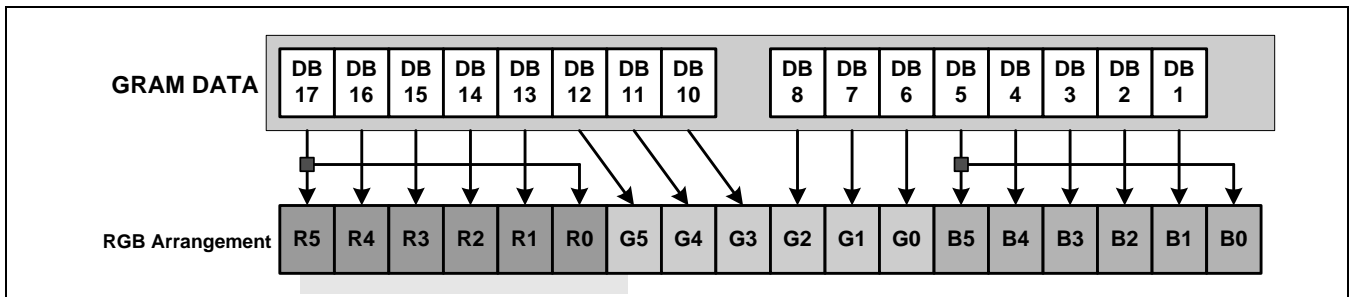 GRAM DATA DB 17 DB 16 DB 15 DB 14 DB 13 DB 12 DB 11 DB 10 DB 8 DB 7 DB 6 DB 5 DB 4 DB 3 DB 2 DB 1
RGB Arrangement R5 R4 R3 R2 R1 R0 G5 G4 G3 G2 G1 G0 B5 B4 B3 B2 B1 B0